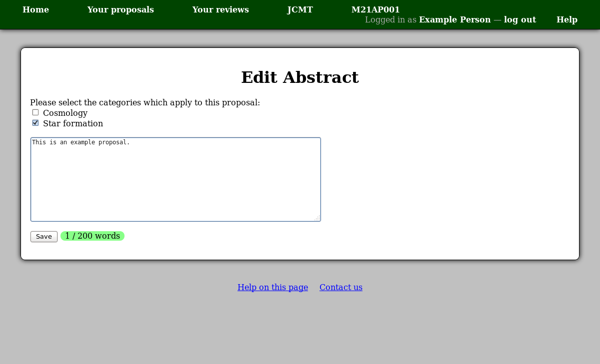 Home Your proposals Your reviews JCMT M21AP001
Logged in as Example Person — log out Help
Edit Abstract
Please select the categories which apply to this proposal:
Cosmology
Star formation
This is an example proposal.
Save 1 / 200 words
Help on this page Contact us